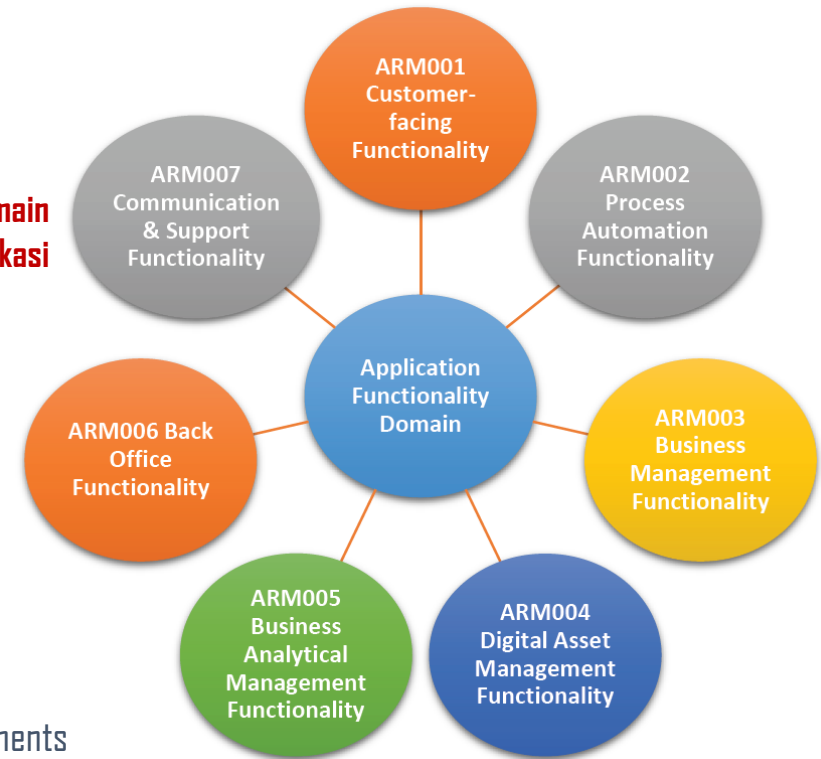 ARM001
Customer-
facing
Functionality
ARM007
Communication
& Support
Functionality
ARM002
Process
Automation
Functionality
Application
Functionality
Domain
ARM006 Back
Office
Functionality
ARM003
Business
Management
Functionality
ARM005
Business
Analytical
Management
Functionality
ARM004
Digital Asset
Management
Functionality